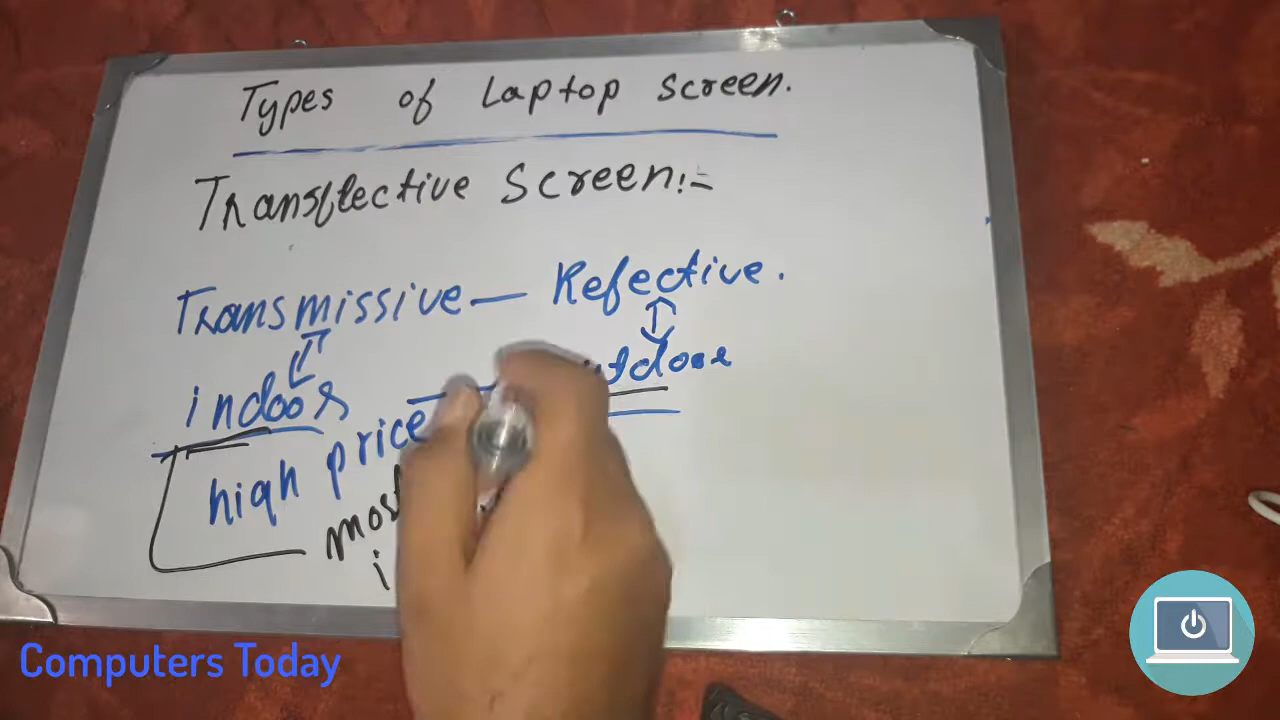 Types of Laptop screen.
Transflective Screen:-
Transmissive — Refective.
indoor
high price
i
Computers Today